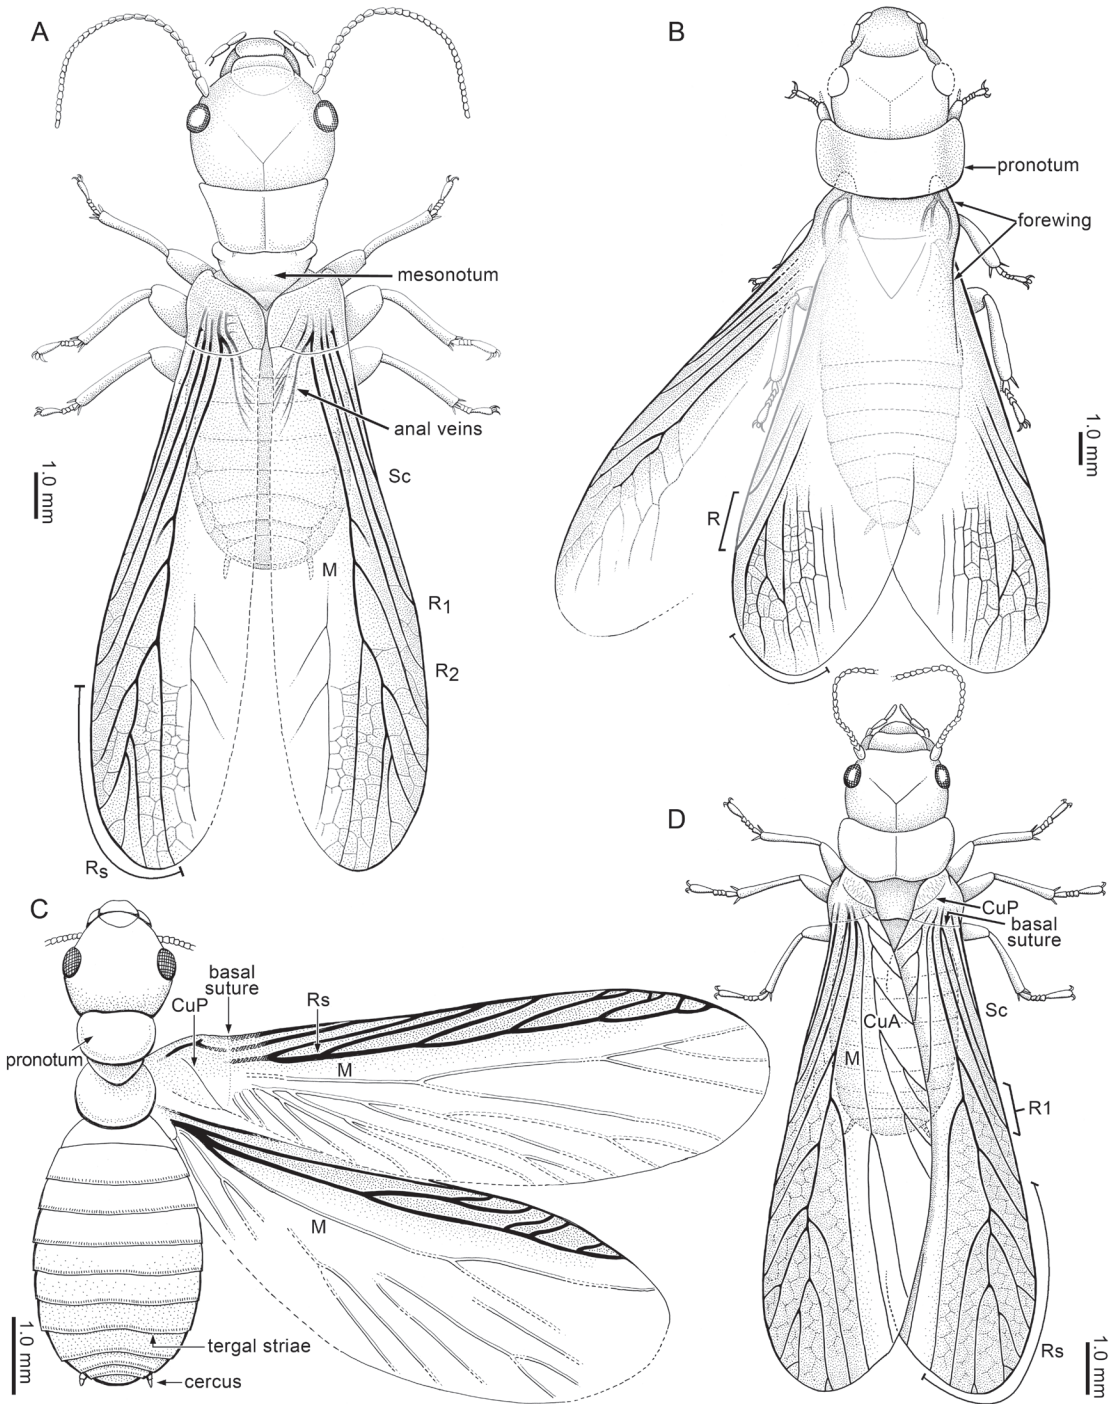 A
mesonotum
anal veins
1.0 mm
Sc
M
R1
R2
Rs
B
pronotum
forewing
1.0 mm
R
C
basal
suture
CuP
Rs
pronotum
M
M
tergal striae
cercus
1.0 mm
D
CuP
basal
suture
Sc
CuA
M
R1
Rs
1.0 mm